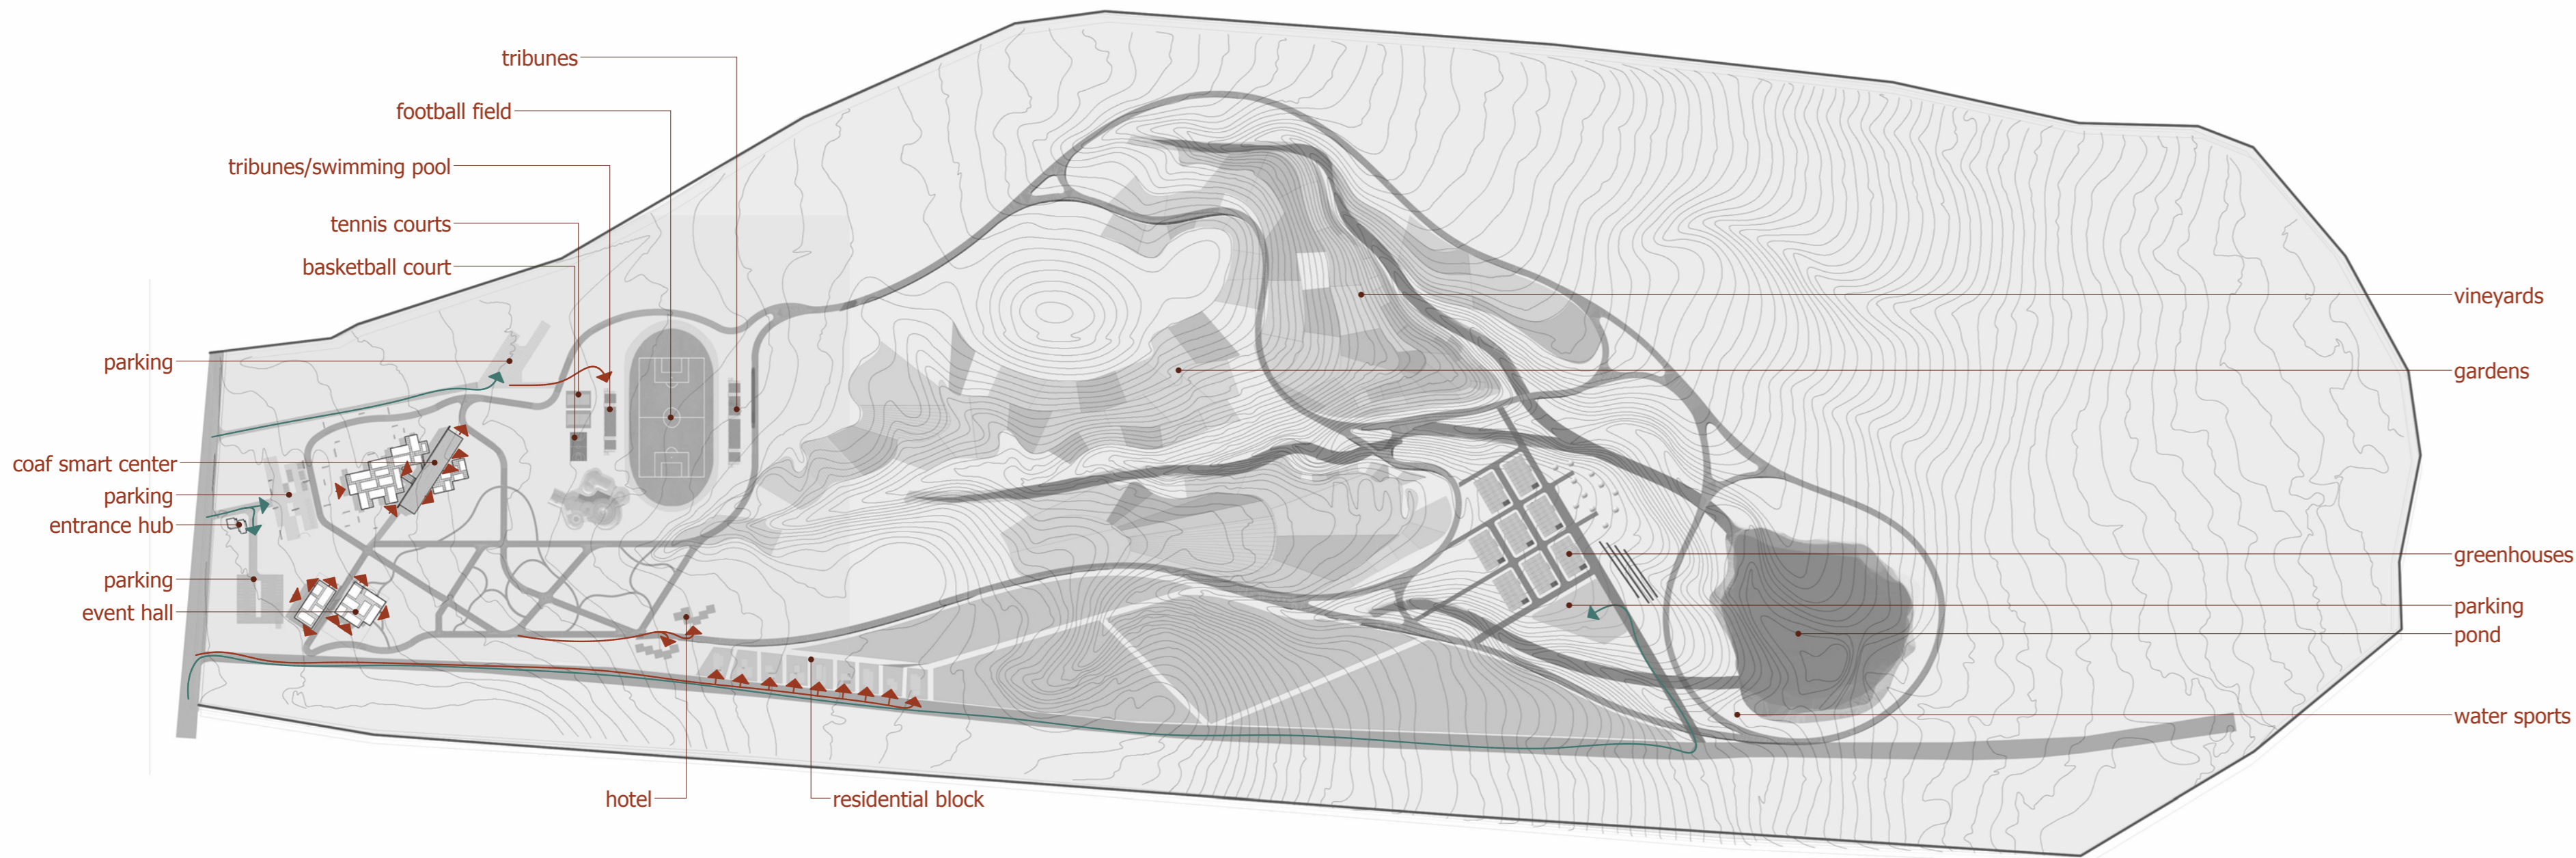 tribunes
football field
tribunes/swimming pool
tennis courts
basketball court
parking
coaf smart center
parking
entrance hub
parking
event hall
hotel
residential block
vineyards
gardens
greenhouses
parking
pond
water sports